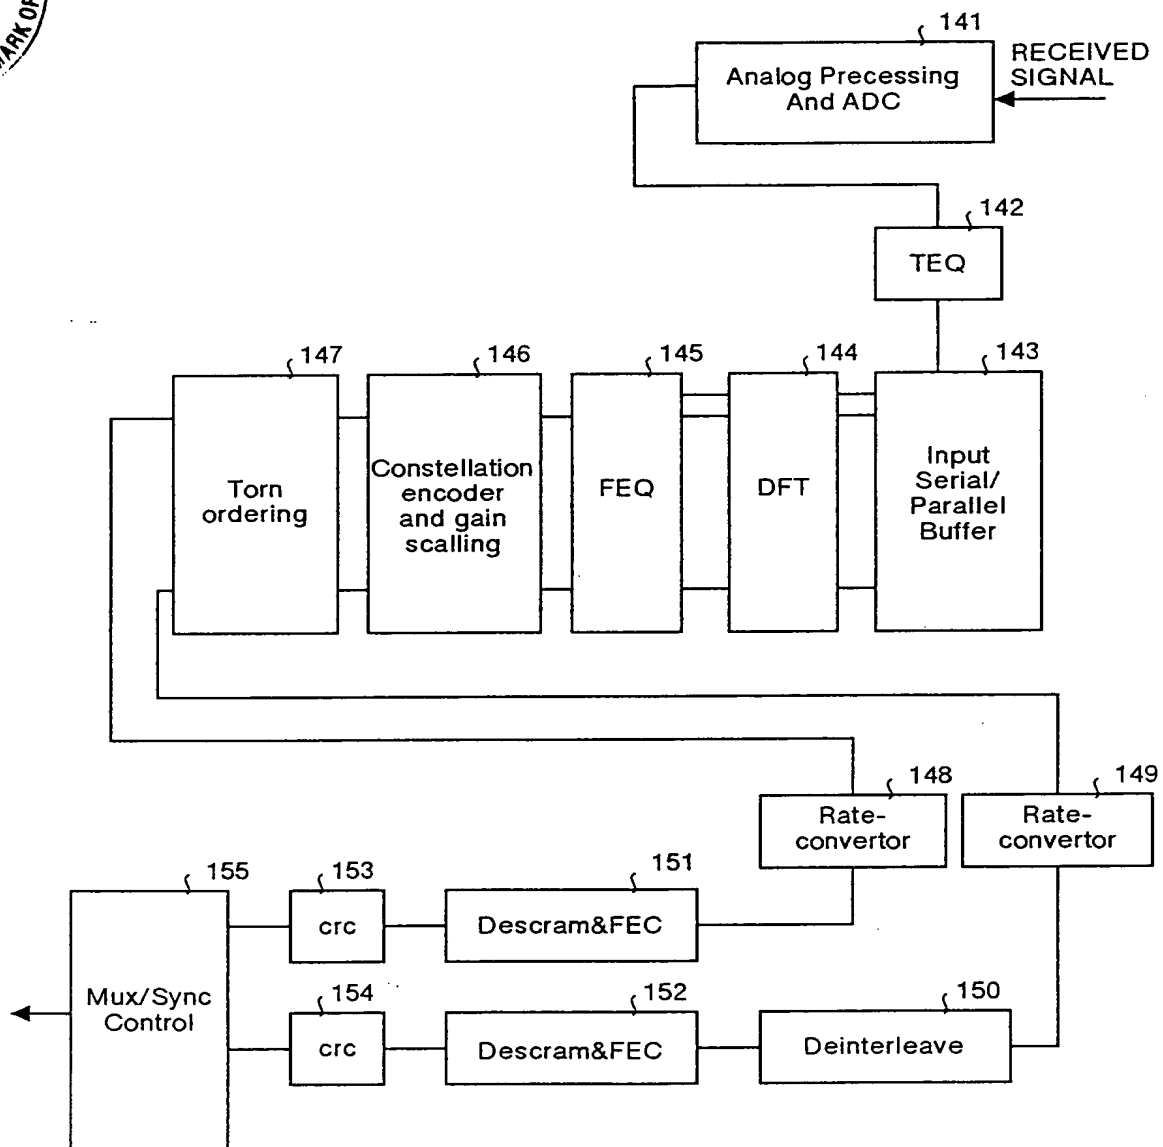 MARK OF
141
Analog Precessing
And ADC
RECEIVED
SIGNAL
142
TEQ
147
146
145
144
143
Torn
ordering
Constellation
encoder
and gain
scalling
FEQ
DFT
Input
Serial/
Parallel
Buffer
148
Rate-
convertor
149
Rate-
convertor
155
Mux/Sync
Control
153
crc
151
Descram&FEC
154
crc
152
Descram&FEC
150
Deinterleave